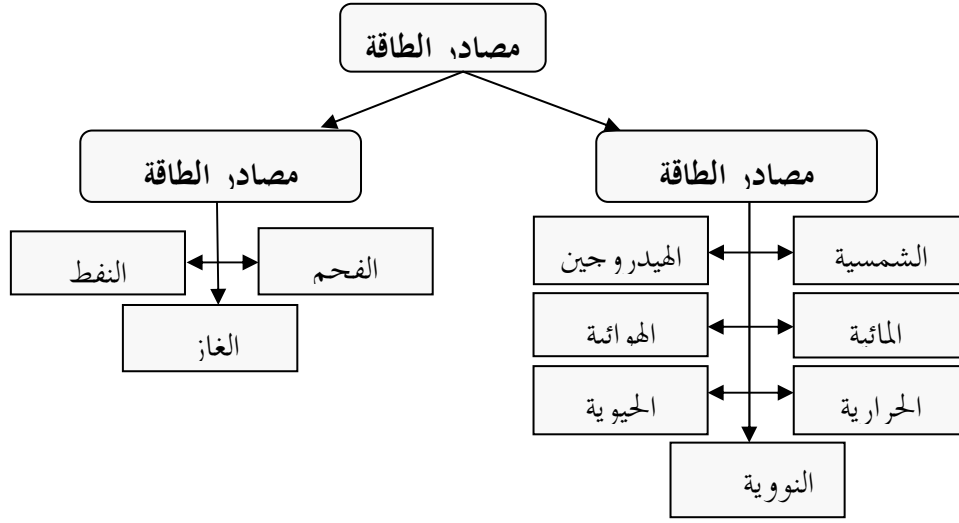 مصادر الطاقة
مصادر الطاقة
مصادر الطاقة
الشمسية
الهيدروجين
المائية
الهوائية
الحرارية
الحيوية
النووية
الفحم
النفط
الغاز